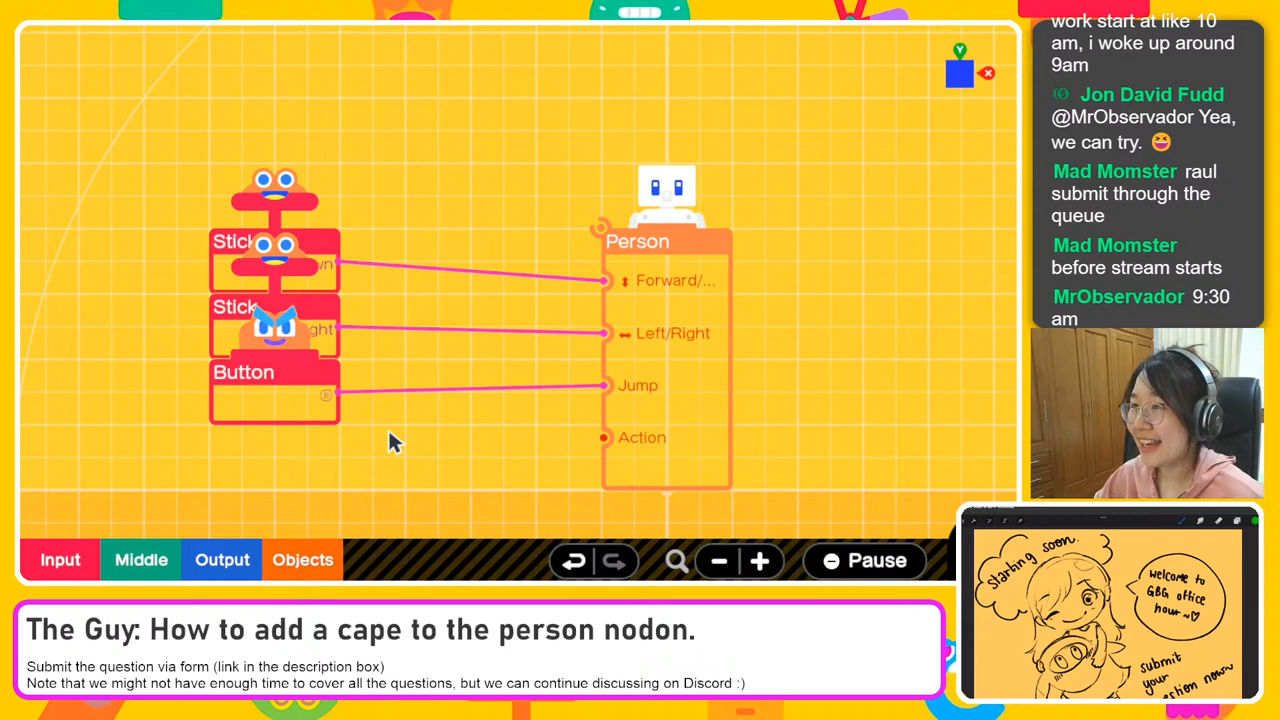 Y
X
Stick
wn
Stick
ght
Button
B
Person
Forward/...
Left/Right
Jump
Action
Input
Middle
Output
Objects
Pause
work start at like 10
am, i woke up around
9am
Jon David Fudd
@MrObservador Yea,
we can try. 😆
Mad Momster raul
submit through the
queue
Mad Momster
before stream starts
MrObservador 9:30
am
starting soon.
welcome to
GBG office
hour ~♡
submit
your
estion now~
The Guy: How to add a cape to the person nodon.
Submit the question via form (link in the description box)
Note that we might not have enough time to cover all the questions, but we can continue discussing on Discord :)